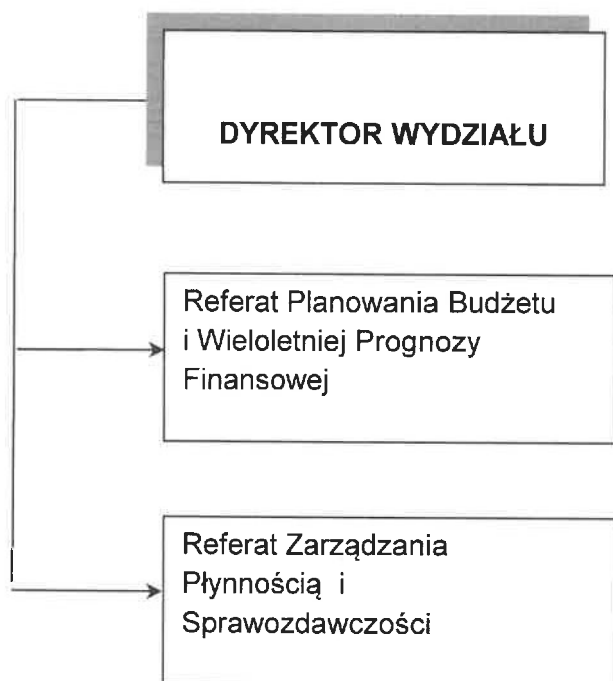 DYREKTOR WYDZIAŁU
Referat Planowania Budżetu
i Wieloletniej Prognozy
Finansowej
Referat Zarządzania
Płynnością i
Sprawozdawczości